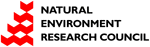 NATURAL
ENVIRONMENT
RESEARCH COUNCIL